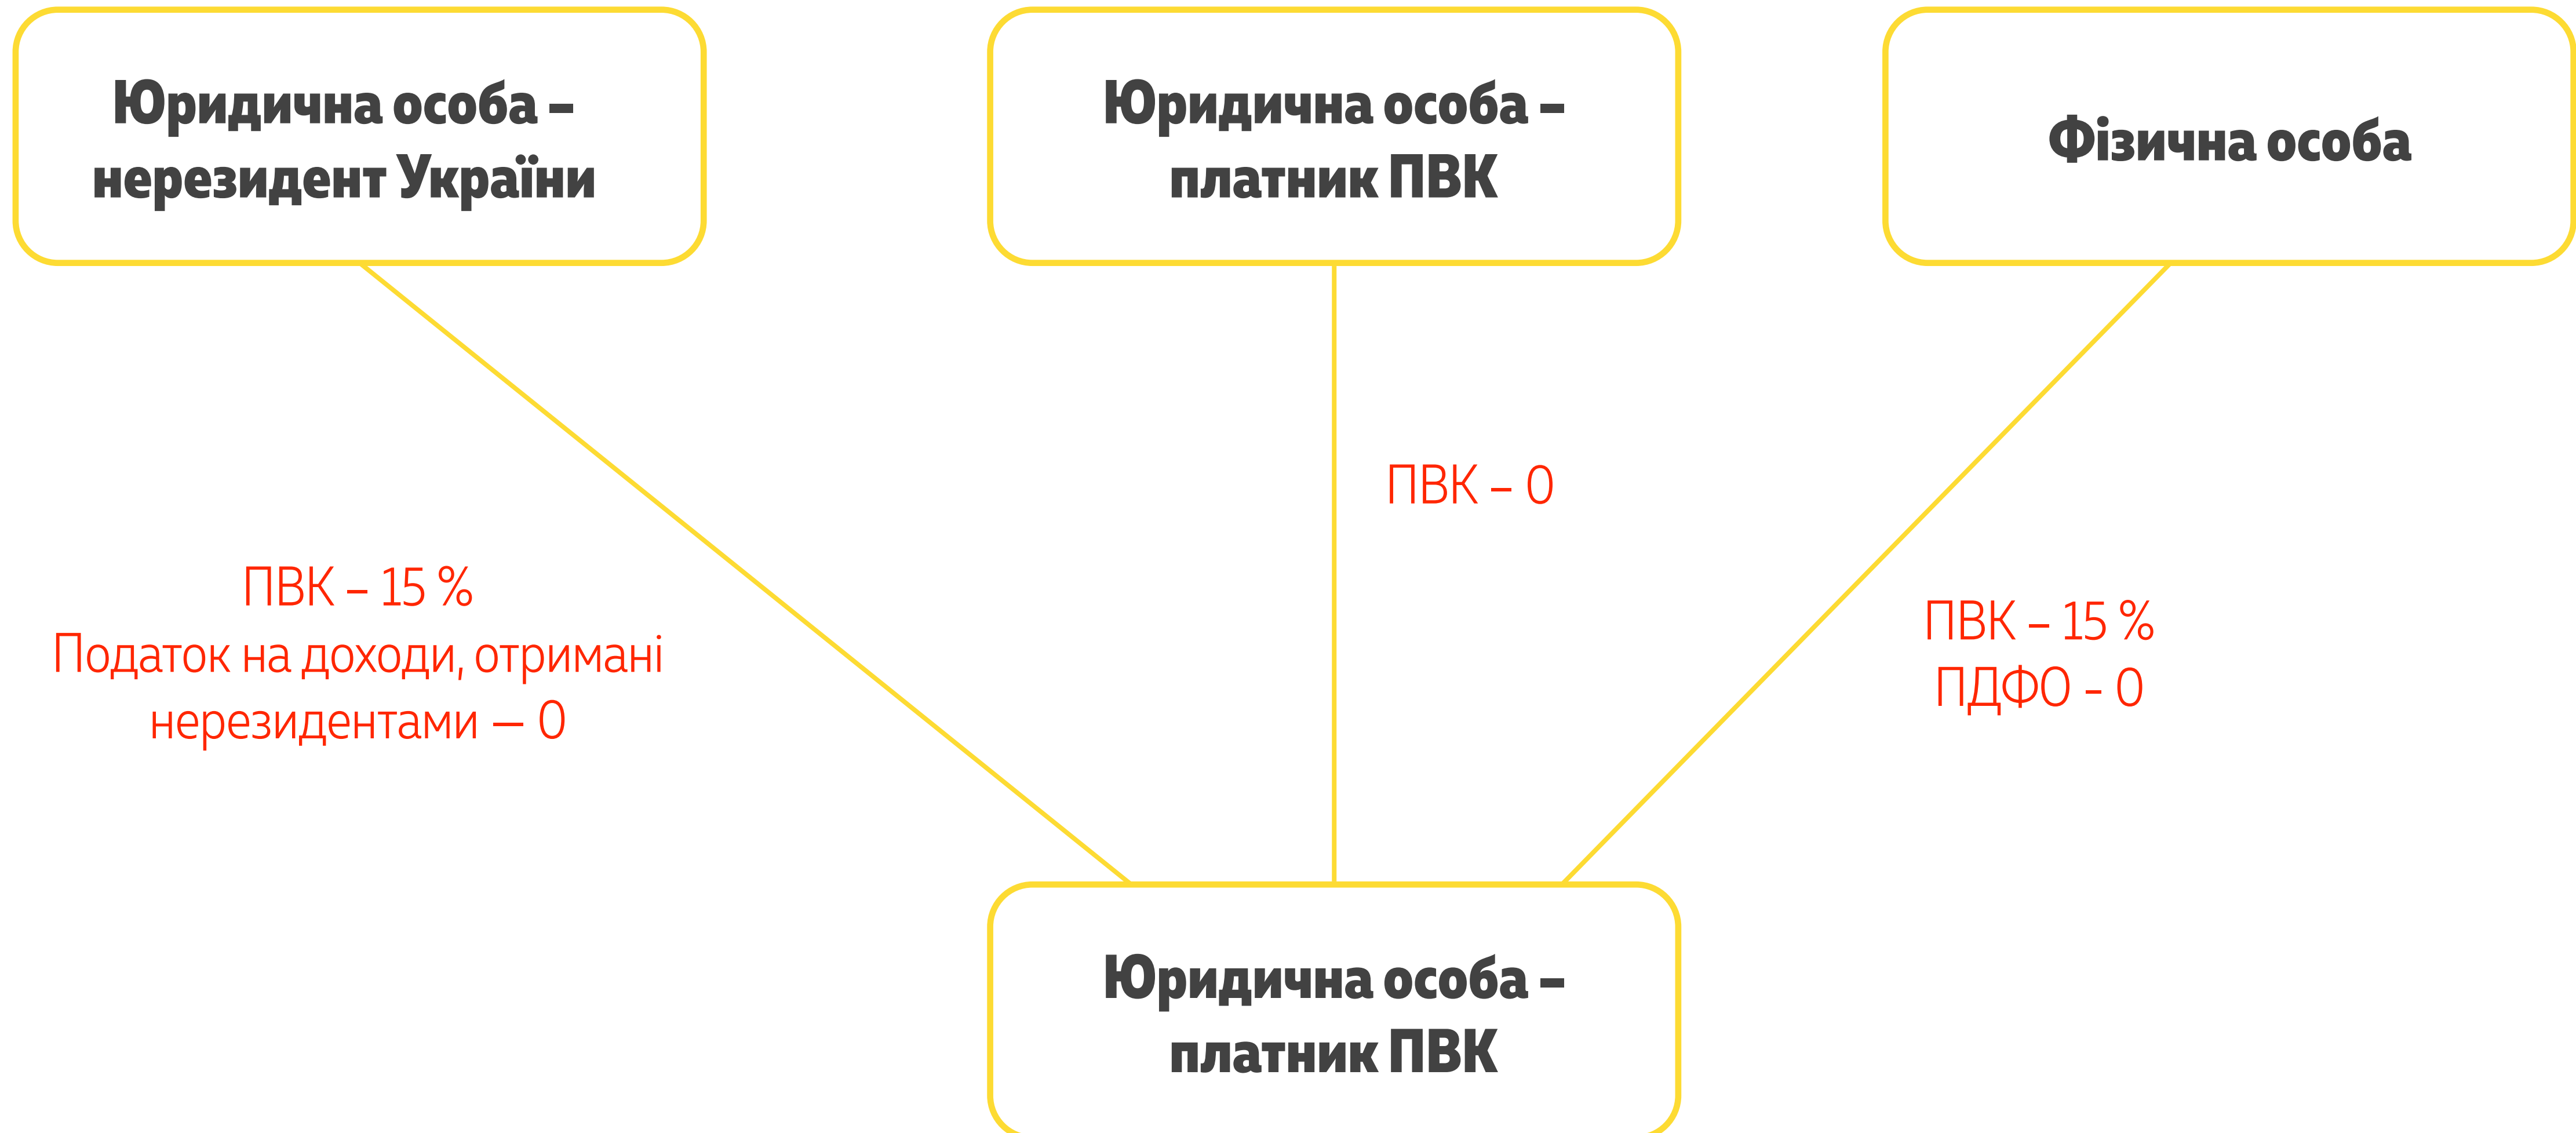 Юридична особа –
нерезидент України
Юридична особа –
платник ПВК
Фізична особа
ПВК – 0
ПВК – 15 %
Податок на доходи, отримані
нерезидентами — 0
ПВК – 15 %
ПДФО - 0
Юридична особа –
платник ПВК